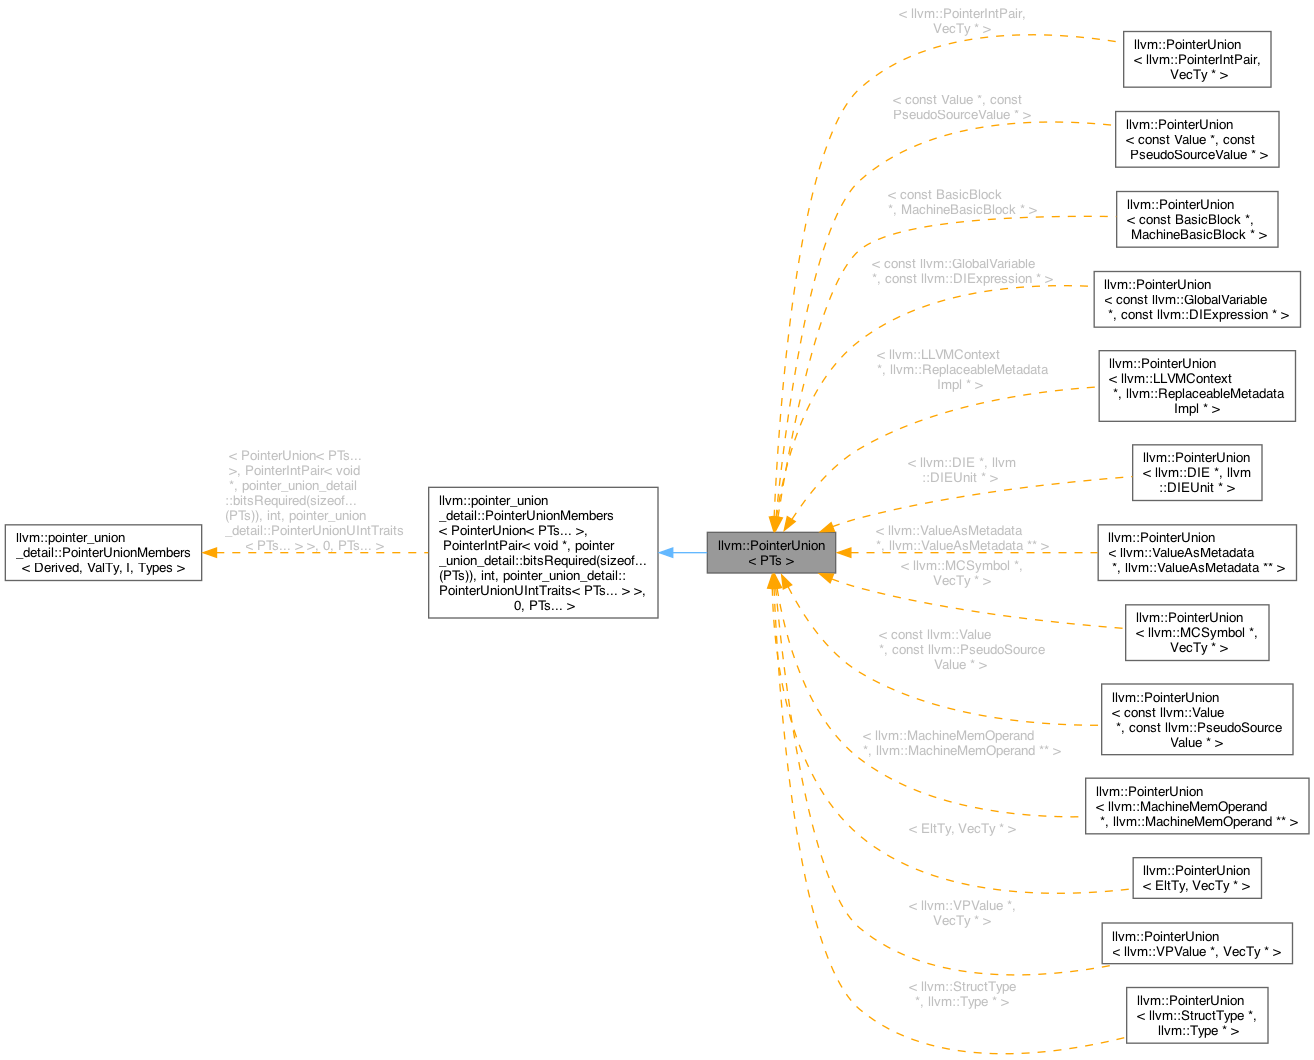 llvm::pointer_union
_detail::PointerUnionMembers
< Derived, ValTy, I, Types >
< PointerUnion< PTs...
>, PointerIntPair< void
*, pointer_union_detail
::bitsRequired(sizeof...
(PTs)), int, pointer_union
_detail::PointerUnionUIntTraits
< PTs... > >, 0, PTs... >
llvm::pointer_union
_detail::PointerUnionMembers
< PointerUnion< PTs... >,
PointerIntPair< void *, pointer
_union_detail::bitsRequired(sizeof...
(PTs)), int, pointer_union_detail::
PointerUnionUIntTraits< PTs... > >,
0, PTs... >
llvm::PointerUnion
< PTs >
< llvm::PointerIntPair,
VecTy * >
llvm::PointerUnion
< llvm::PointerIntPair,
VecTy * >
< const Value *, const
PseudoSourceValue * >
llvm::PointerUnion
< const Value *, const
PseudoSourceValue * >
< const BasicBlock
*, MachineBasicBlock * >
llvm::PointerUnion
< const BasicBlock *,
MachineBasicBlock * >
< const llvm::GlobalVariable
*, const llvm::DIExpression * >
llvm::PointerUnion
< const llvm::GlobalVariable
*, const llvm::DIExpression * >
< llvm::LLVMContext
*, llvm::ReplaceableMetadata
Impl * >
llvm::PointerUnion
< llvm::LLVMContext
*, llvm::ReplaceableMetadata
Impl * >
< llvm::DIE *, llvm
::DIEUnit * >
llvm::PointerUnion
< llvm::DIE *, llvm
::DIEUnit * >
< llvm::ValueAsMetadata
*, llvm::ValueAsMetadata ** >
llvm::PointerUnion
< llvm::ValueAsMetadata
*, llvm::ValueAsMetadata ** >
< llvm::MCSymbol *,
VecTy * >
llvm::PointerUnion
< llvm::MCSymbol *,
VecTy * >
< const llvm::Value
*, const llvm::PseudoSource
Value * >
llvm::PointerUnion
< const llvm::Value
*, const llvm::PseudoSource
Value * >
< llvm::MachineMemOperand
*, llvm::MachineMemOperand ** >
llvm::PointerUnion
< llvm::MachineMemOperand
*, llvm::MachineMemOperand ** >
< EltTy, VecTy * >
llvm::PointerUnion
< EltTy, VecTy * >
< llvm::VPValue *,
VecTy * >
llvm::PointerUnion
< llvm::VPValue *, VecTy * >
< llvm::StructType
*, llvm::Type * >
llvm::PointerUnion
< llvm::StructType *,
llvm::Type * >